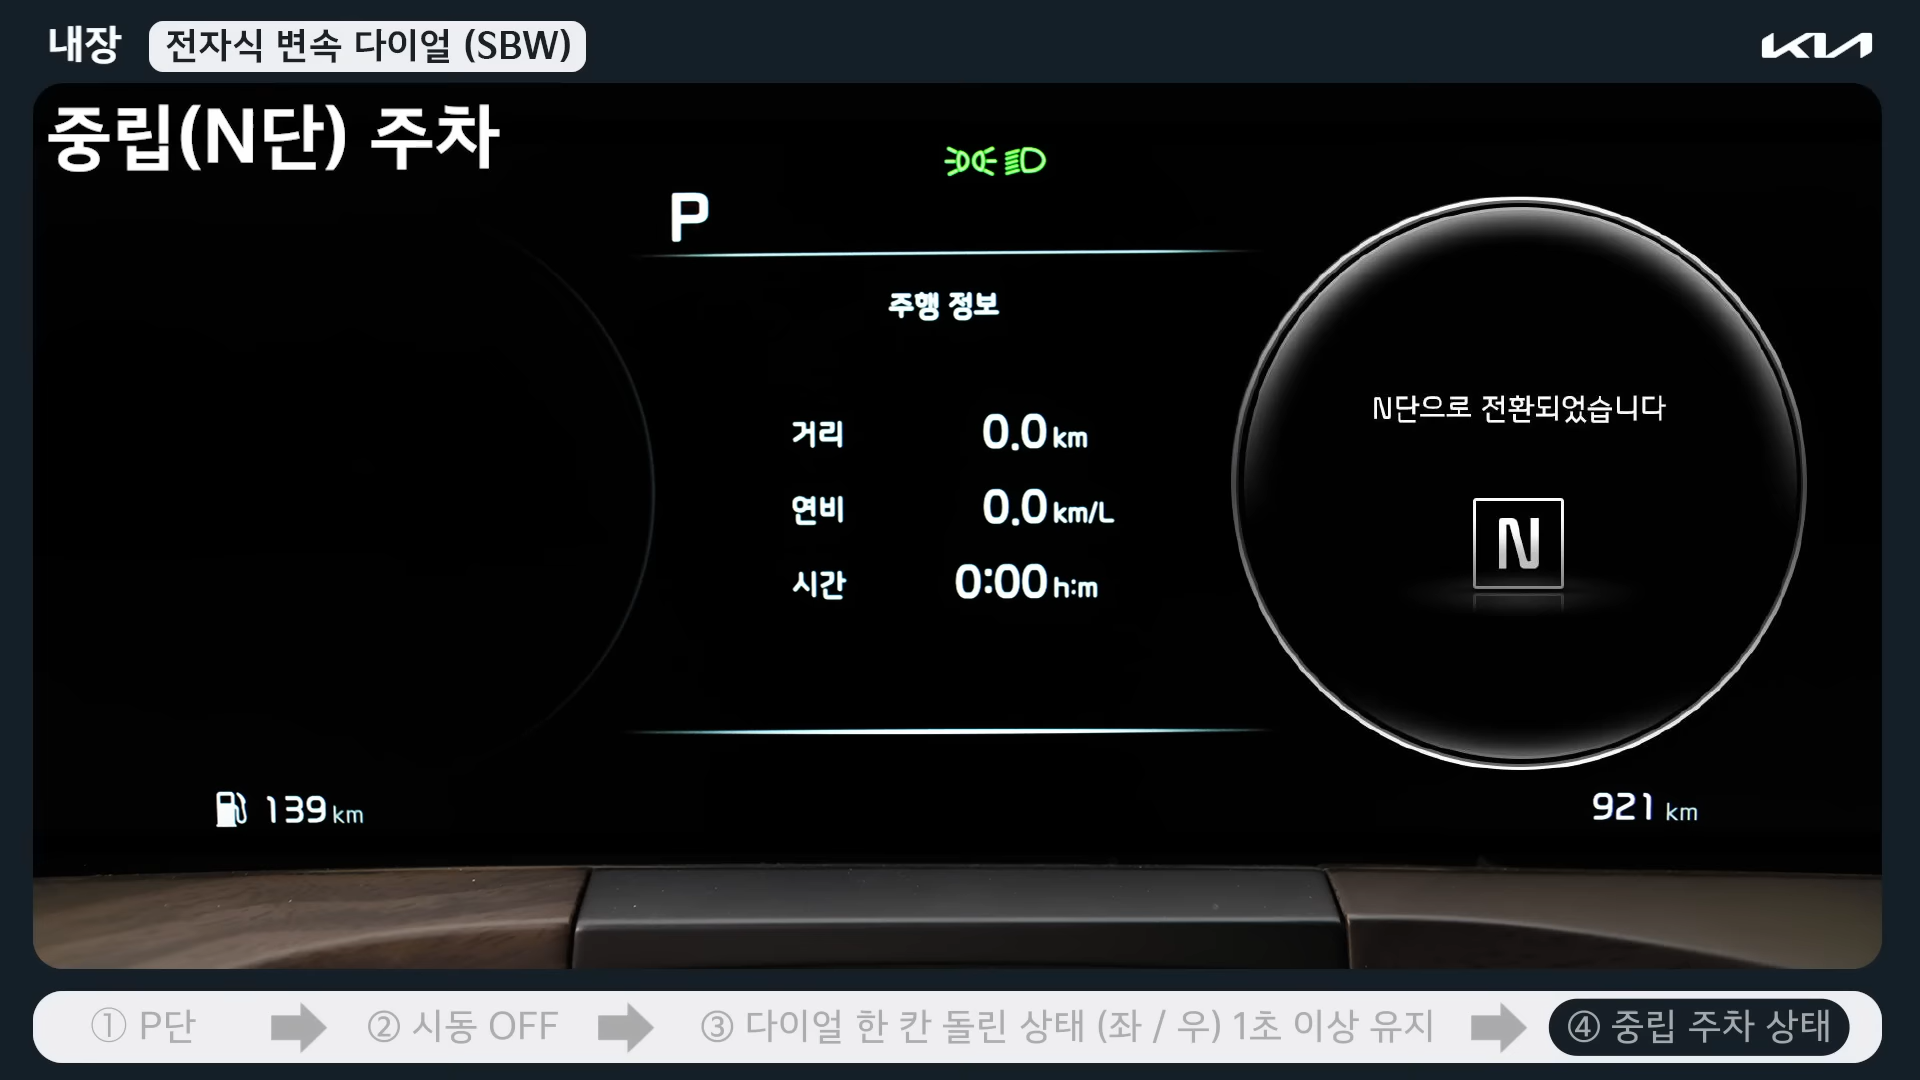 내장
전자식 변속 다이얼 (SBW)
KIA
중립(N단) 주차
P
주행 정보
거리 0.0 km
연비 0.0 km/L
시간 0:00 h:m
N단으로 전환되었습니다
N
139 km
921 km
① P단
② 시동 OFF
③ 다이얼 한 칸 돌린 상태 (좌 / 우) 1초 이상 유지
④ 중립 주차 상태